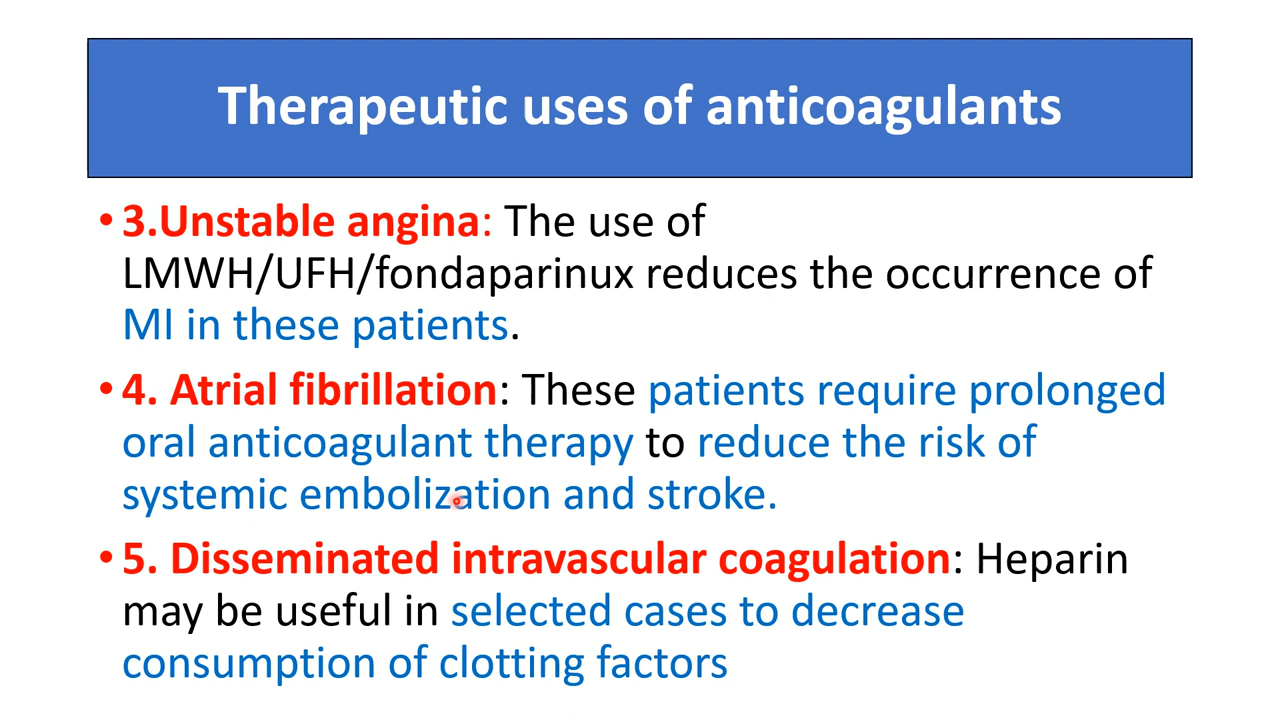 Therapeutic uses of anticoagulants
• 3.Unstable angina: The use of
LMWH/UFH/fondaparinux reduces the occurrence of
MI in these patients.
• 4. Atrial fibrillation: These patients require prolonged
oral anticoagulant therapy to reduce the risk of
systemic embolization and stroke.
• 5. Disseminated intravascular coagulation: Heparin
may be useful in selected cases to decrease
consumption of clotting factors